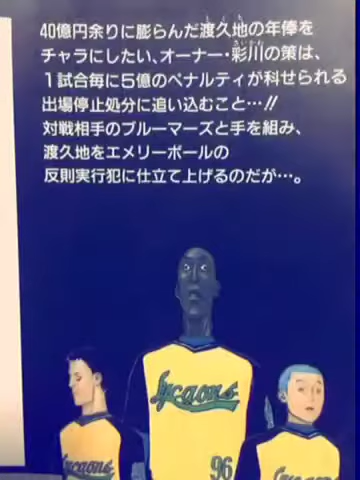 40億円余りに膨らんだ渡久地の年俸を
チャラにしたい、オーナー・彩川の策は、
1試合毎に5億のペナルティが科せられる
出場停止処分に追い込むこと…!!
対戦相手のブルーマーズと手を組み、
渡久地をエメリーボールの
反則実行犯に仕立て上げるのだが…。
Lycaons
96
Lycaons
Lycaons